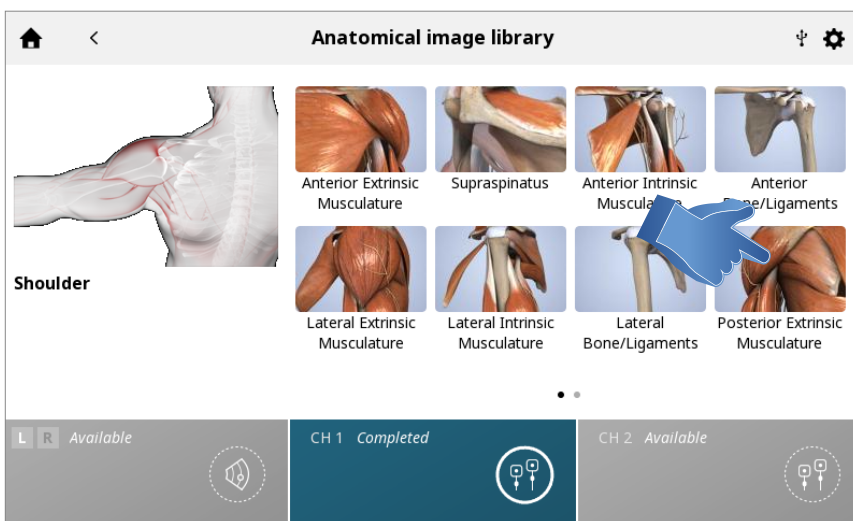 Anatomical image library
Shoulder
Anterior Extrinsic
Musculature
Supraspinatus
Anterior Intrinsic
Musculature
Anterior
Bone/Ligaments
Lateral Extrinsic
Musculature
Lateral Intrinsic
Musculature
Lateral
Bone/Ligaments
Posterior Extrinsic
Musculature
L R Available
CH 1 Completed
CH 2 Available